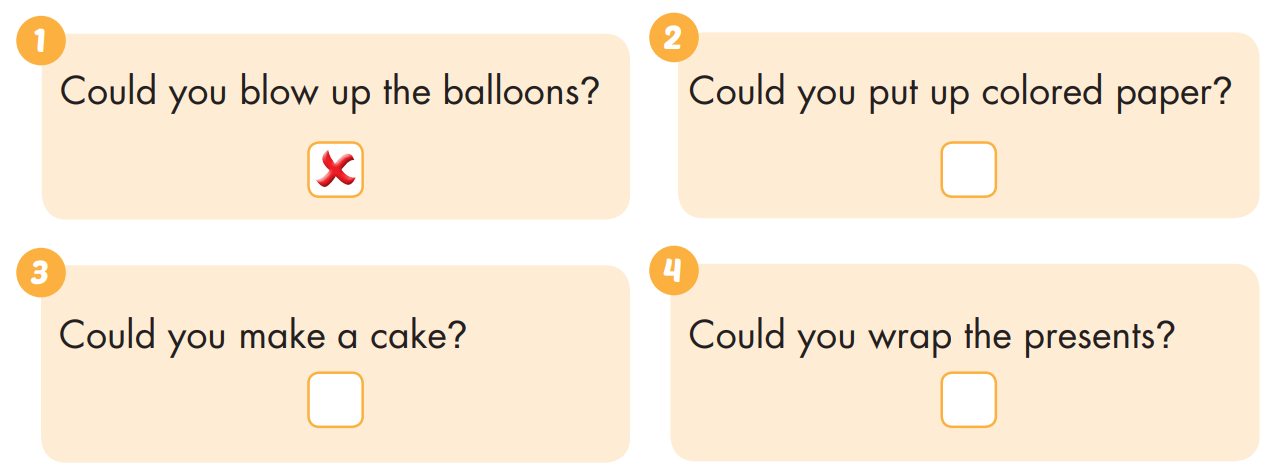 1
Could you blow up the balloons?
2
Could you put up colored paper?
3
Could you make a cake?
4
Could you wrap the presents?